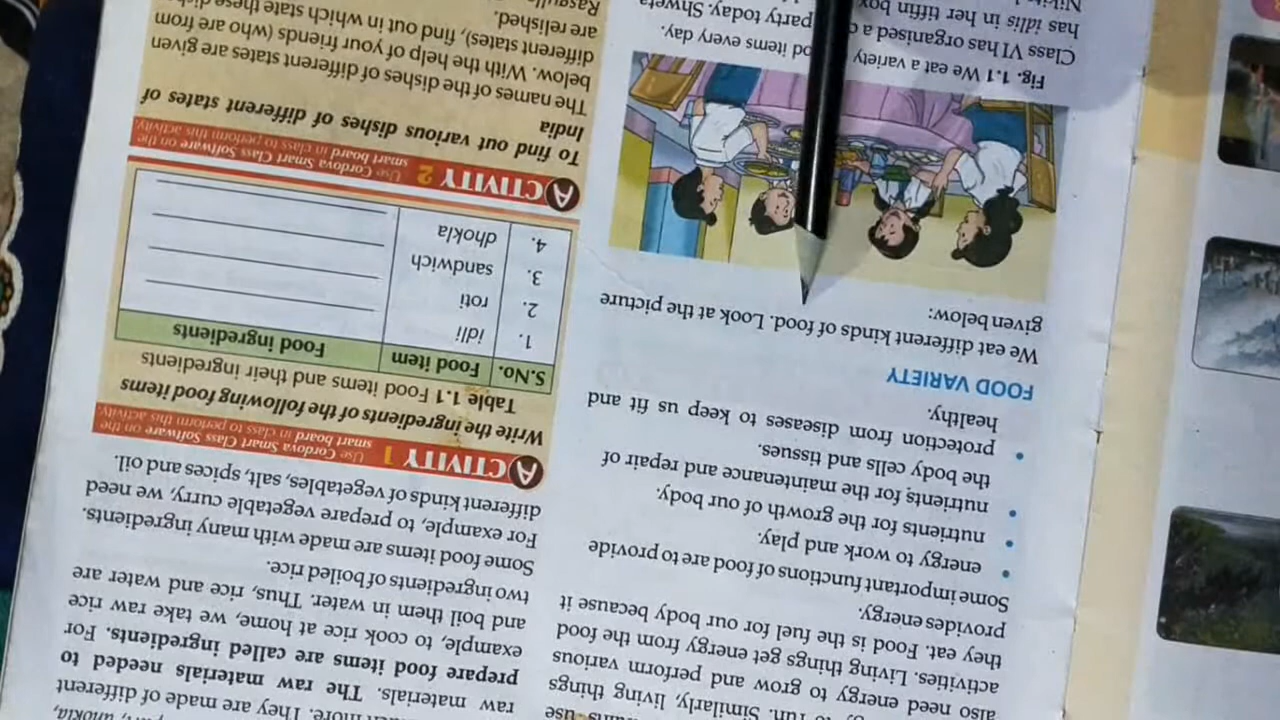 to run. Similarly, living things
also need energy to grow and perform various
activities. Living things get energy from the food
they eat. Food is the fuel for our body because it
provides energy.
Some important functions of food are to provide
• energy to work and play.
• nutrients for the growth of our body.
• nutrients for the maintenance and repair of
the body cells and tissues.
• protection from diseases to keep us fit and
healthy.
FOOD VARIETY
We eat different kinds of food. Look at the picture
given below:
Fig. 1.1 We eat a variety od items every day.
Class VI has organised a party today. Shweta
has idlis in her tiffin box
more. They are made of different
raw materials. The raw materials needed to
prepare food items are called ingredients. For
example, to cook rice at home, we take raw rice
and boil them in water. Thus, rice and water are
two ingredients of boiled rice.
Some food items are made with many ingredients.
For example, to prepare vegetable curry, we need
different kinds of vegetables, salt, spices and oil.
ACTIVITY 1 Use Cordova Smart Class Software on the
smart board in class to perform this activity.
Write the ingredients of the following food items
Table 1.1 Food items and their ingredients
S.No. Food item Food ingredients
1. idli
2. roti
3. sandwich
4. dhokla
ACTIVITY 2 Use Cordova Smart Class Software on the
smart board in class to perform this activity.
To find out various dishes of different states of
India
The names of the dishes of different states are given
below. With the help of your friends (who are from
different states), find out in which state these
are relished.